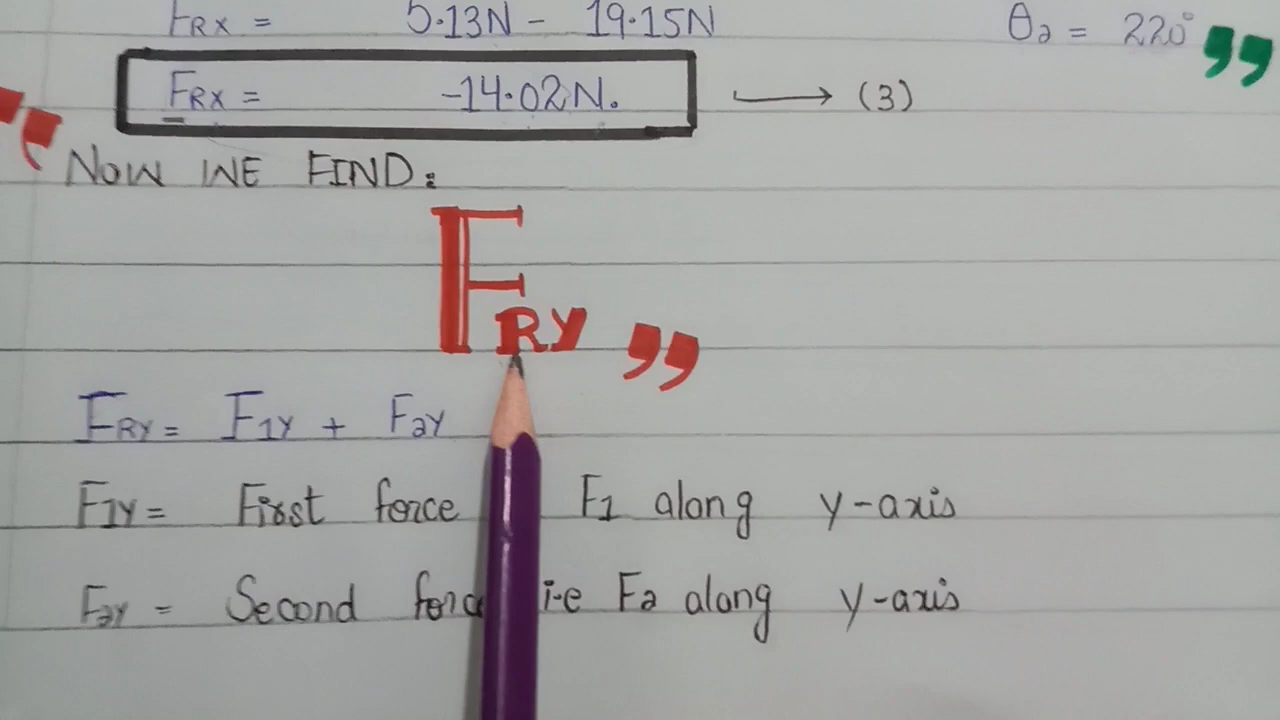 FRX = 5.13N - 19.15N
θ2 = 220° ”
FRX = -14.02N. → (3)
“ NOW WE FIND:
FRY ”
FRY = F1Y + F2Y
F1Y = First force F1 along y-axis
F2Y = Second force i-e F2 along y-axis